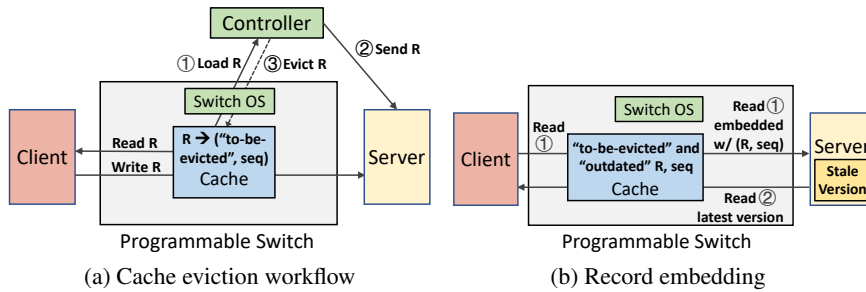 Controller
① Load R
③ Evict R
② Send R
Switch OS
Client
Read R
Write R
R → ("to-be-
evicted", seq)
Cache
Server
Programmable Switch
(a) Cache eviction workflow
Switch OS
Client
Read
①
"to-be-evicted" and
"outdated" R, seq
Cache
Read ①
embedded
w/ (R, seq)
Server
Stale
Version
Read ②
latest version
Programmable Switch
(b) Record embedding